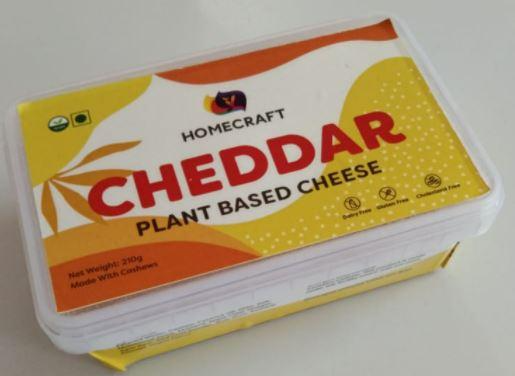 HOMECRAFT
CHEDDAR
PLANT BASED CHEESE
Dairy Free Gluten Free Cholesterol Free
Net Weight: 210g
Made With Cashews